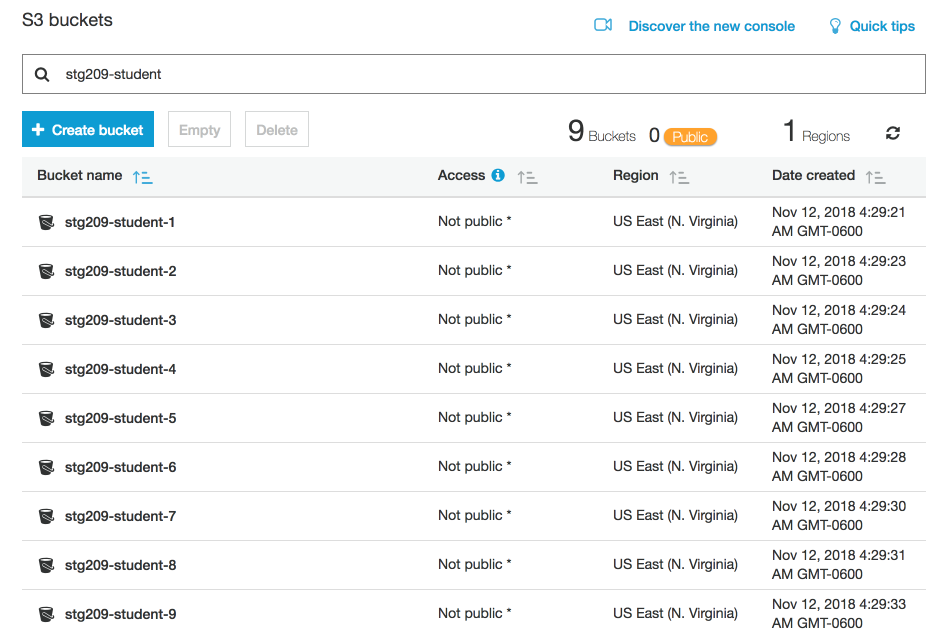 S3 buckets
Discover the new console Quick tips
stg209-student
+ Create bucket Empty Delete 9 Buckets 0 Public 1 Regions
Bucket name Access Region Date created
stg209-student-1 Not public * US East (N. Virginia) Nov 12, 2018 4:29:21
AM GMT-0600
stg209-student-2 Not public * US East (N. Virginia) Nov 12, 2018 4:29:23
AM GMT-0600
stg209-student-3 Not public * US East (N. Virginia) Nov 12, 2018 4:29:24
AM GMT-0600
stg209-student-4 Not public * US East (N. Virginia) Nov 12, 2018 4:29:25
AM GMT-0600
stg209-student-5 Not public * US East (N. Virginia) Nov 12, 2018 4:29:27
AM GMT-0600
stg209-student-6 Not public * US East (N. Virginia) Nov 12, 2018 4:29:28
AM GMT-0600
stg209-student-7 Not public * US East (N. Virginia) Nov 12, 2018 4:29:30
AM GMT-0600
stg209-student-8 Not public * US East (N. Virginia) Nov 12, 2018 4:29:31
AM GMT-0600
stg209-student-9 Not public * US East (N. Virginia) Nov 12, 2018 4:29:33
AM GMT-0600